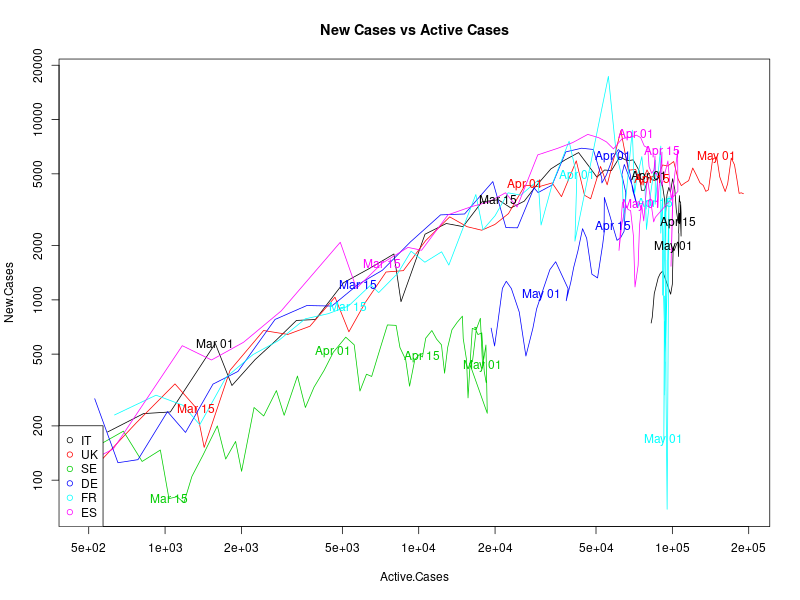 New Cases vs Active Cases
20000
10000
5000
2000
1000
500
200
100
New.Cases
Apr 01
Apr 15
Apr 01
May 01
Apr 01
Apr 01
Apr 01
Apr 15
Mar 15
May 01
Apr 15
Apr 15
May 01
Mar 15
Mar 15
May 01
Mar 15
Mar 01
Apr 01
Apr 15
May 01
Mar 15
May 01
Mar 15
IT
UK
SE
DE
FR
ES
5e+02
1e+03
2e+03
5e+03
1e+04
2e+04
5e+04
1e+05
2e+05
Active.Cases